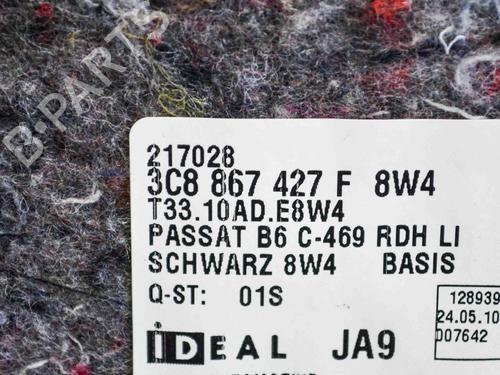 B-PARTS
217028
3C8 867 427 F 8W4
T33.10AD.E8W4
PASSAT B6 C-469 RDH LI
SCHWARZ 8W4 BASIS
Q-ST: 01S
128939
24.05.10
007642
iDEAL JA9